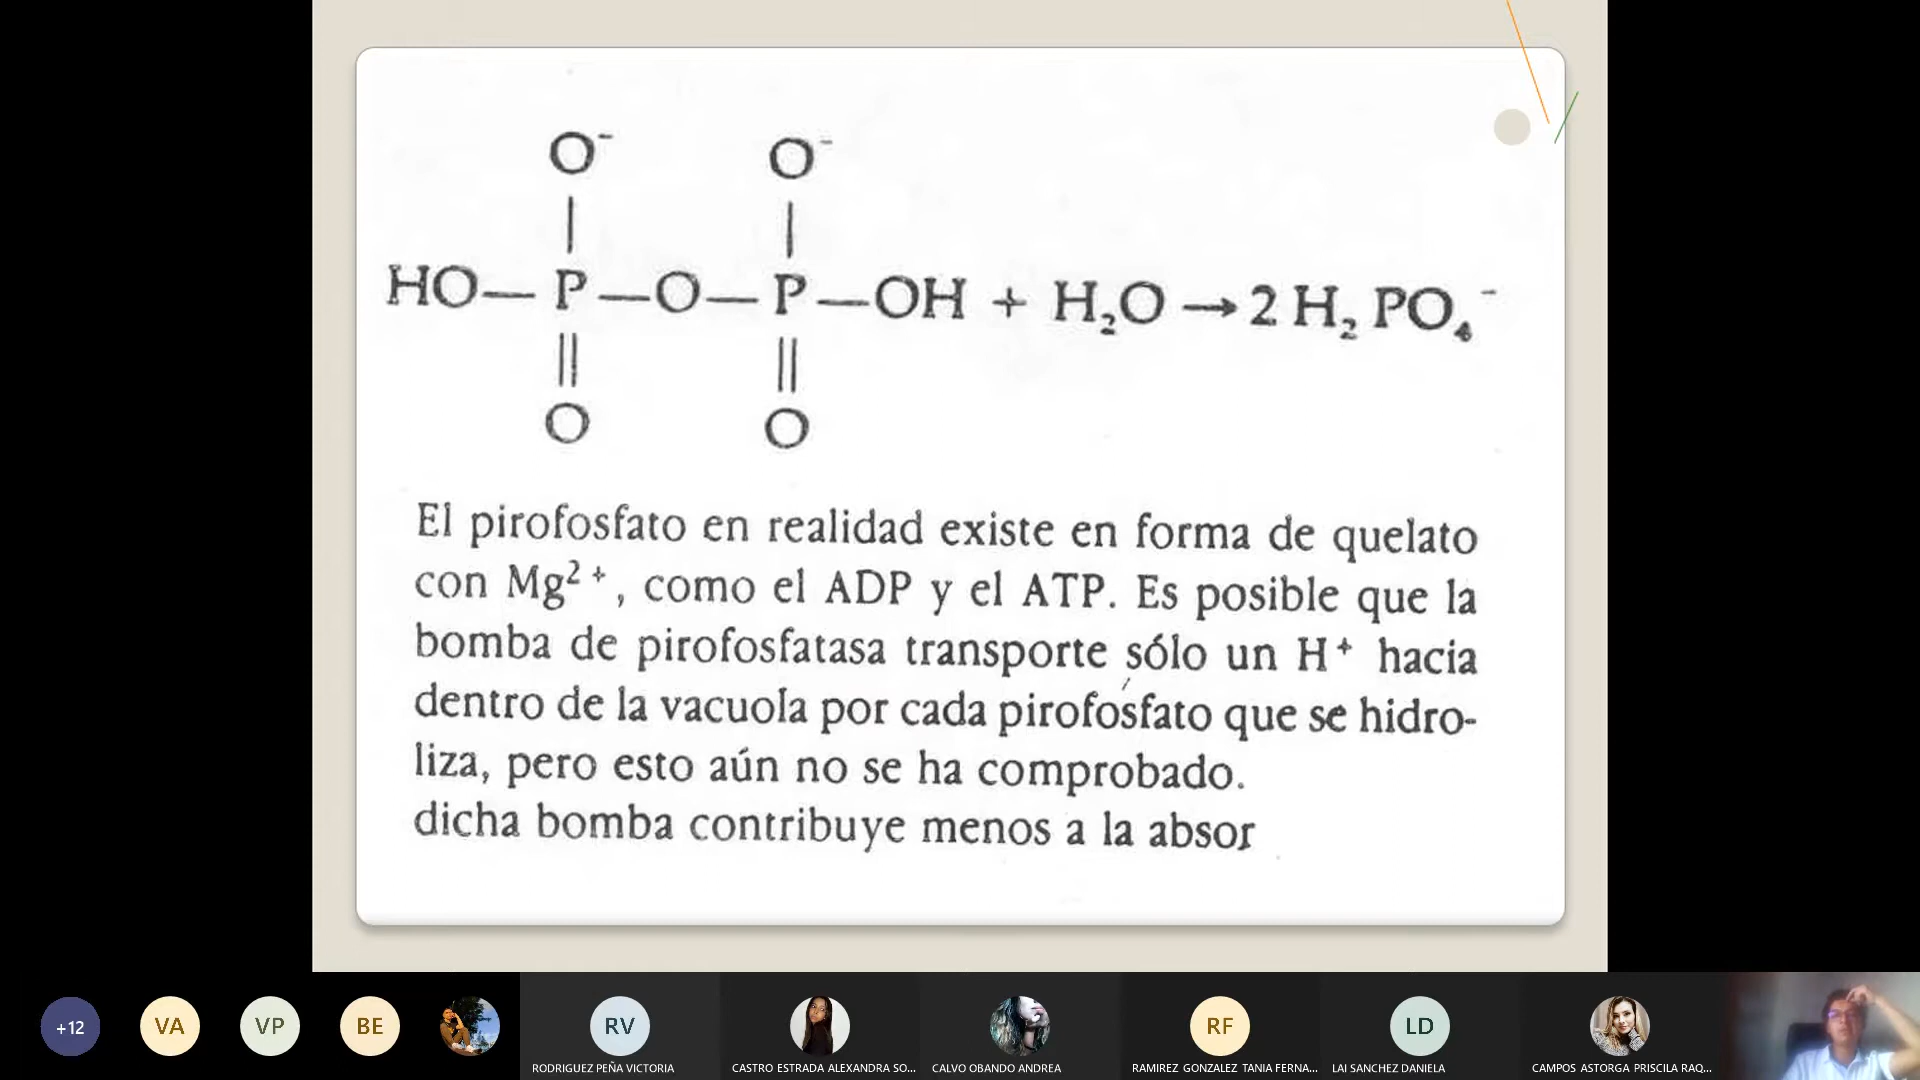 O⁻ O⁻
| |
HO— P —O— P —OH + H₂O → 2 H₂ PO₄⁻
|| ||
O O
El pirofosfato en realidad existe en forma de quelato
con Mg²⁺, como el ADP y el ATP. Es posible que la
bomba de pirofosfatasa transporte sólo un H⁺ hacia
dentro de la vacuola por cada pirofosfato que se hidro-
liza, pero esto aún no se ha comprobado.
dicha bomba contribuye menos a la absor
+12 VA VP BE RV RF LD
RODRIGUEZ PEÑA VICTORIA CASTRO ESTRADA ALEXANDRA SO... CALVO OBANDO ANDREA RAMIREZ GONZALEZ TANIA FERNA... LAI SANCHEZ DANIELA CAMPOS ASTORGA PRISCILA RAQ...